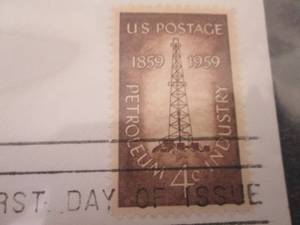 U.S. POSTAGE
1859 1959
PETROLEUM INDUSTRY
4¢
RST DAY OF ISSUE